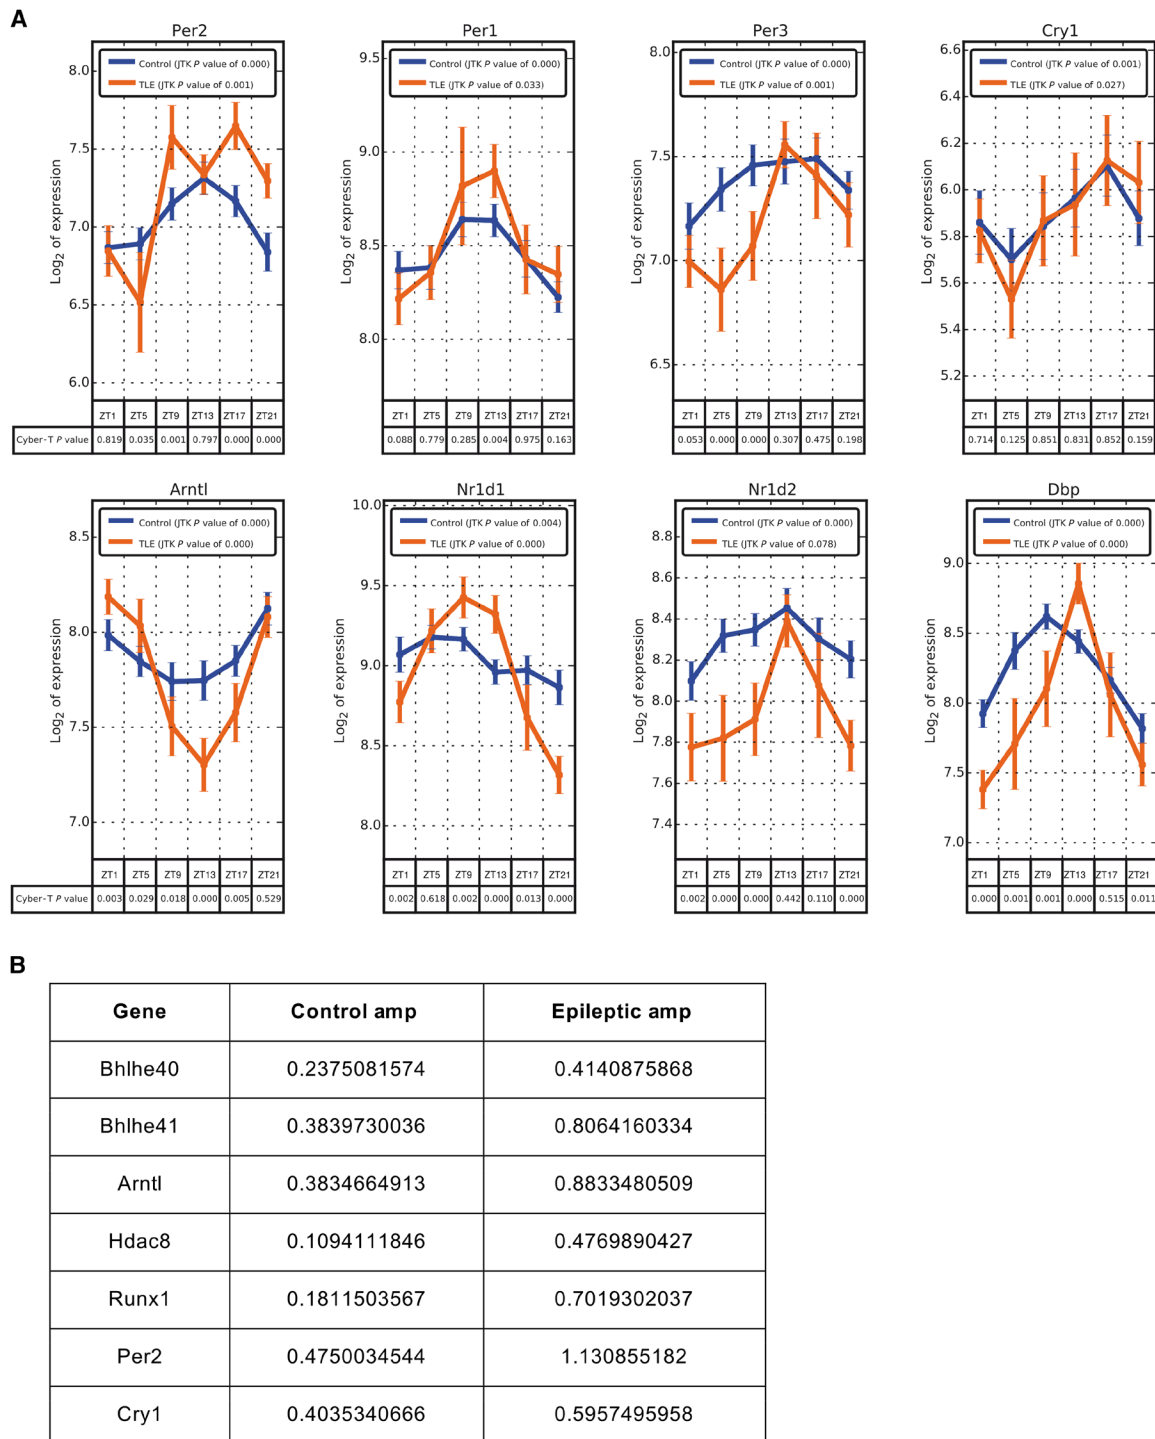 A
Per2
Control (JTK P value of 0.000)
TLE (JTK P value of 0.001)
Log2 of expression
8.0
7.5
7.0
6.5
6.0
ZT1 ZT5 ZT9 ZT13 ZT17 ZT21
Cyber-T P value 0.819 0.035 0.001 0.797 0.000 0.000
Per1
Control (JTK P value of 0.000)
TLE (JTK P value of 0.033)
Log2 of expression
9.5
9.0
8.5
8.0
ZT1 ZT5 ZT9 ZT13 ZT17 ZT21
0.088 0.779 0.285 0.004 0.975 0.163
Per3
Control (JTK P value of 0.000)
TLE (JTK P value of 0.001)
Log2 of expression
8.0
7.5
7.0
6.5
ZT1 ZT5 ZT9 ZT13 ZT17 ZT21
0.053 0.000 0.000 0.307 0.475 0.198
Cry1
Control (JTK P value of 0.001)
TLE (JTK P value of 0.027)
Log2 of expression
6.6
6.4
6.2
6.0
5.8
5.6
5.4
5.2
ZT1 ZT5 ZT9 ZT13 ZT17 ZT21
0.714 0.125 0.851 0.831 0.852 0.159
Arntl
Control (JTK P value of 0.000)
TLE (JTK P value of 0.000)
Log2 of expression
8.5
8.0
7.5
7.0
ZT1 ZT5 ZT9 ZT13 ZT17 ZT21
Cyber-T P value 0.003 0.029 0.018 0.000 0.005 0.529
Nr1d1
Control (JTK P value of 0.004)
TLE (JTK P value of 0.000)
Log2 of expression
10.0
9.5
9.0
8.5
8.0
ZT1 ZT5 ZT9 ZT13 ZT17 ZT21
0.002 0.618 0.002 0.000 0.013 0.000
Nr1d2
Control (JTK P value of 0.000)
TLE (JTK P value of 0.078)
Log2 of expression
8.8
8.6
8.4
8.2
8.0
7.8
7.6
7.4
ZT1 ZT5 ZT9 ZT13 ZT17 ZT21
0.002 0.000 0.000 0.442 0.110 0.000
Dbp
Control (JTK P value of 0.000)
TLE (JTK P value of 0.000)
Log2 of expression
9.0
8.5
8.0
7.5
7.0
ZT1 ZT5 ZT9 ZT13 ZT17 ZT21
0.000 0.001 0.001 0.000 0.515 0.011
B
Gene Control amp Epileptic amp
Bhlhe40 0.2375081574 0.4140875868
Bhlhe41 0.3839730036 0.8064160334
Arntl 0.3834664913 0.8833480509
Hdac8 0.1094111846 0.4769890427
Runx1 0.1811503567 0.7019302037
Per2 0.4750034544 1.130855182
Cry1 0.4035340666 0.5957495958